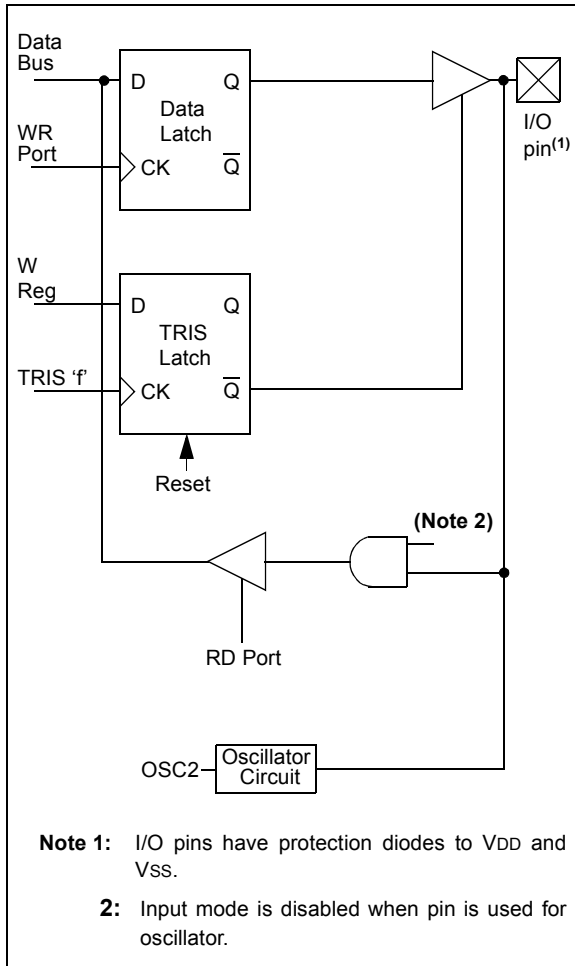 Data
Bus
D
Q
Data
Latch
WR
Port
CK
Q̅
I/O
pin(1)
W
Reg
D
Q
TRIS
Latch
TRIS ‘f’
CK
Q̅
Reset
(Note 2)
RD Port
OSC2
Oscillator
Circuit
Note 1: I/O pins have protection diodes to VDD and
VSS.
2: Input mode is disabled when pin is used for
oscillator.